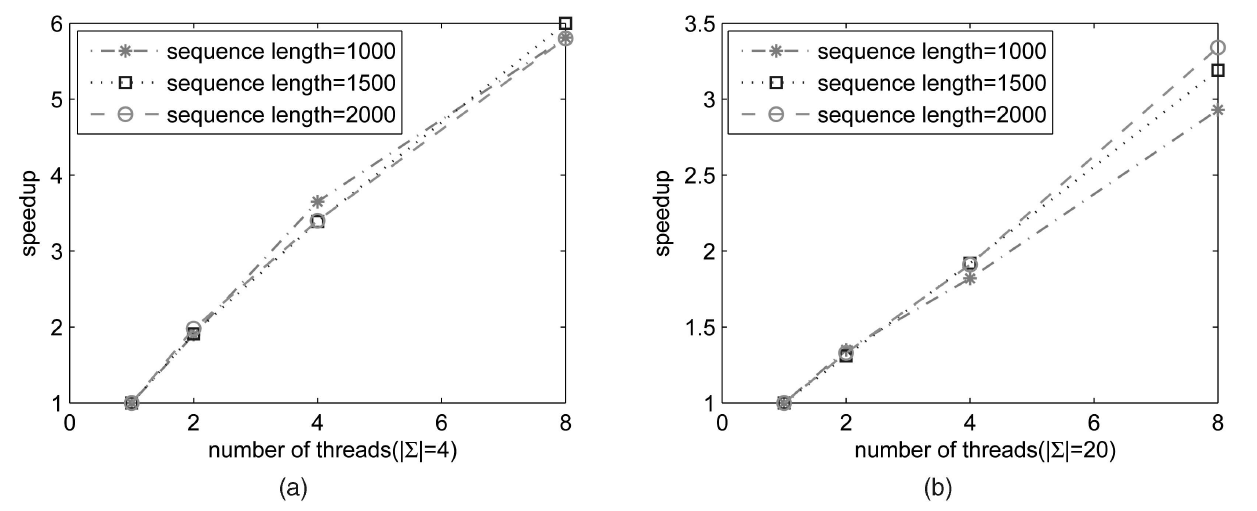 6
5
4
3
2
1
speedup
sequence length=1000
sequence length=1500
sequence length=2000
0 2 4 6 8
number of threads(|Σ|=4)
(a)
3.5
3
2.5
2
1.5
1
speedup
sequence length=1000
sequence length=1500
sequence length=2000
0 2 4 6 8
number of threads(|Σ|=20)
(b)